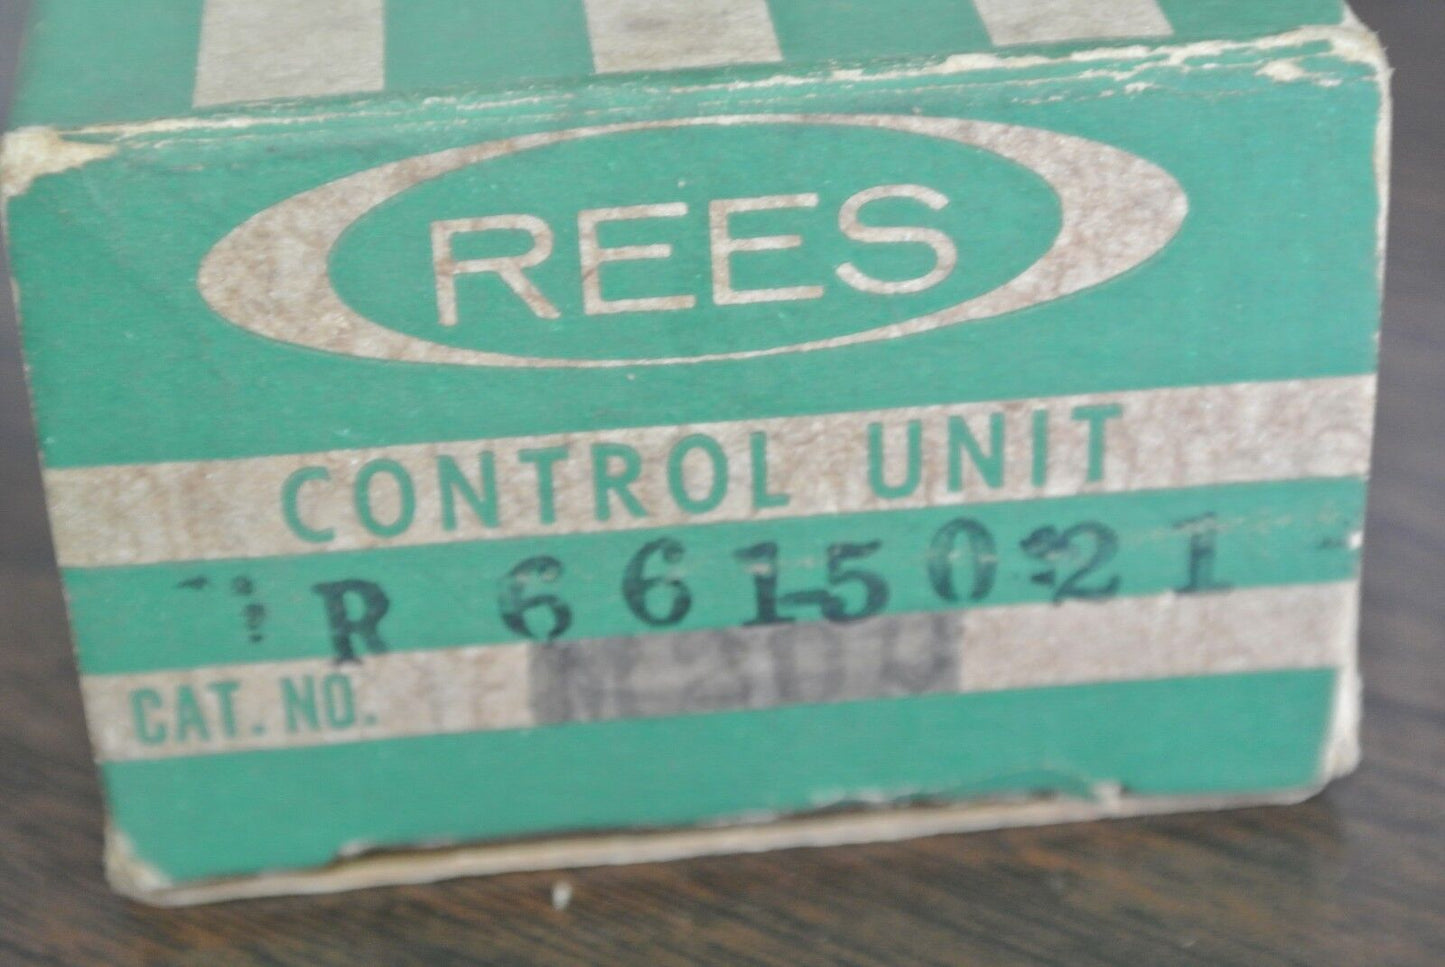 REES
CONTROL UNIT
R 6615021
CAT. NO.